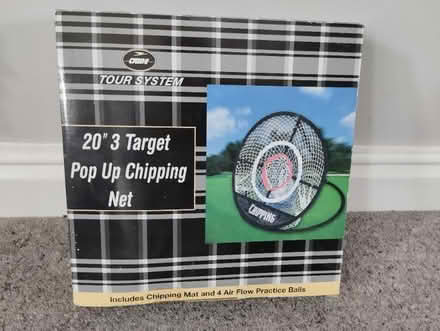 TOUR SYSTEM
20" 3 Target
Pop Up Chipping
Net
CHIPPING
Includes Chipping Mat and 4 Air Flow Practice Balls